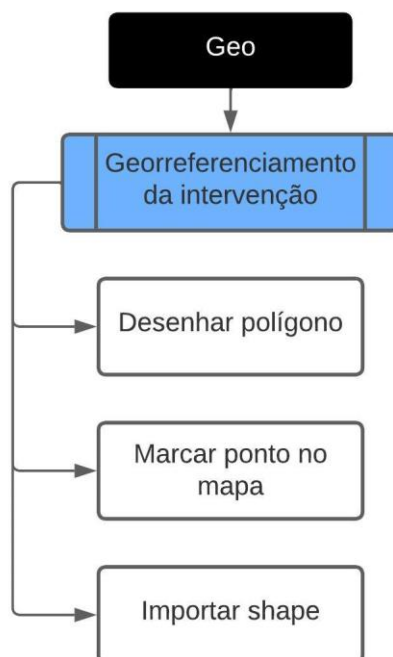 Geo
Georreferenciamento
da intervenção
Desenhar polígono
Marcar ponto no
mapa
Importar shape